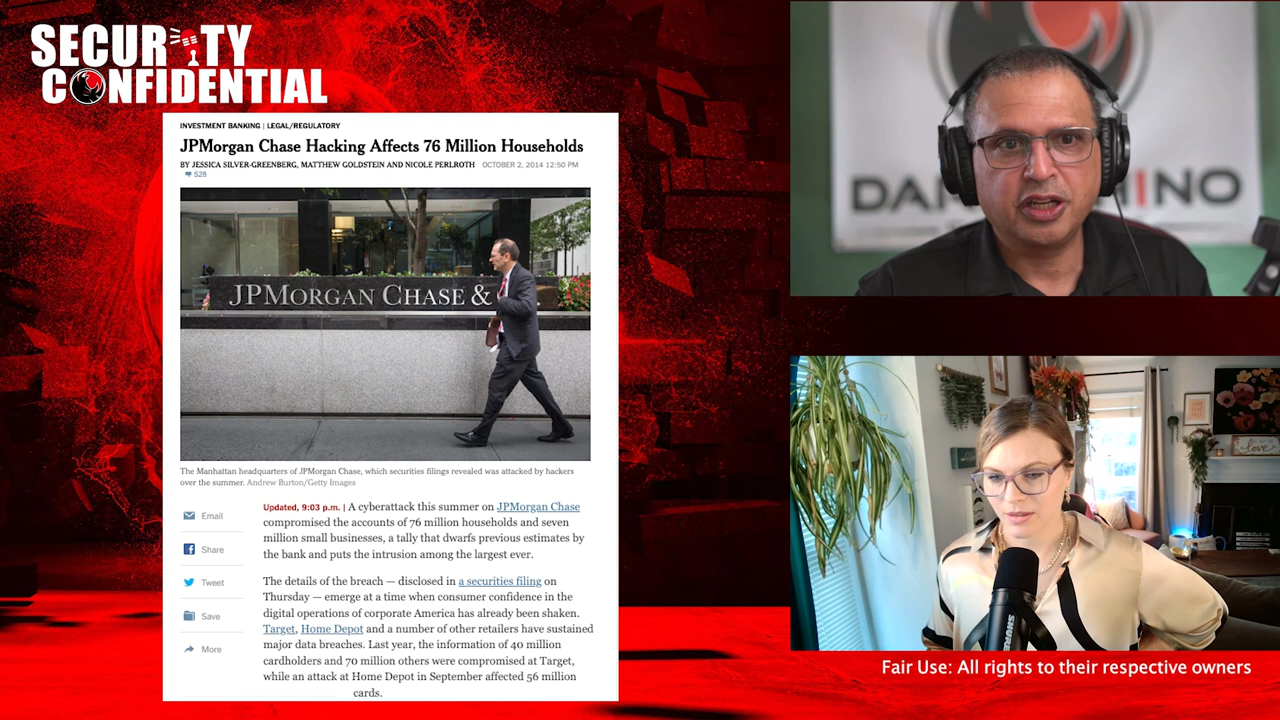 SECURITY
CONFIDENTIAL
INVESTMENT BANKING | LEGAL/REGULATORY
JPMorgan Chase Hacking Affects 76 Million Households
BY JESSICA SILVER-GREENBERG, MATTHEW GOLDSTEIN AND NICOLE PERLROTH OCTOBER 2, 2014 12:50 PM
528
JPMORGAN CHASE &
The Manhattan headquarters of JPMorgan Chase, which securities filings revealed was attacked by hackers
over the summer. Andrew Burton/Getty Images
Email
Share
Tweet
Save
More
Updated, 9:03 p.m. | A cyberattack this summer on JPMorgan Chase
compromised the accounts of 76 million households and seven
million small businesses, a tally that dwarfs previous estimates by
the bank and puts the intrusion among the largest ever.
The details of the breach — disclosed in a securities filing on
Thursday — emerge at a time when consumer confidence in the
digital operations of corporate America has already been shaken.
Target, Home Depot and a number of other retailers have sustained
major data breaches. Last year, the information of 40 million
cardholders and 70 million others were compromised at Target,
while an attack at Home Depot in September affected 56 million
cards.
love
SHURE
Fair Use: All rights to their respective owners